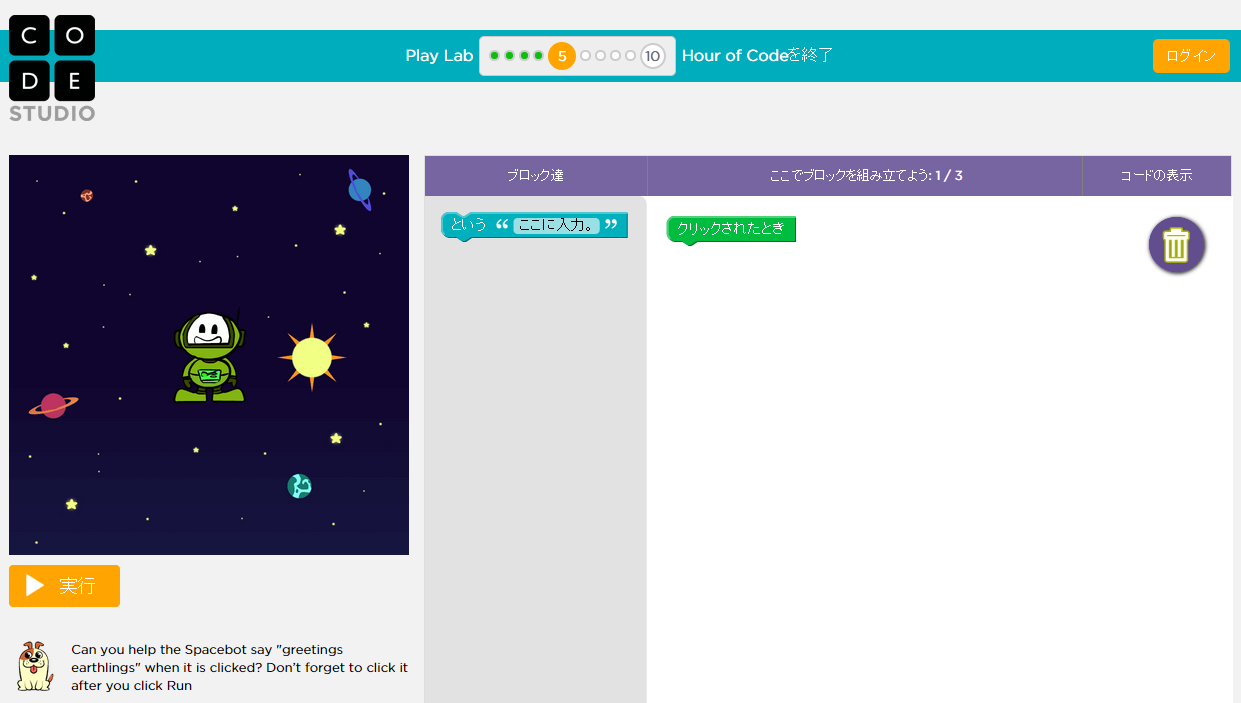 CODE
STUDIO
Play Lab 5 10 Hour of Codeを終了
ログイン
ブロック達
ここでブロックを組み立てよう: 1 / 3
コードの表示
という “ ここに入力。 ”
クリックされたとき
実行
Can you help the Spacebot say "greetings
earthlings" when it is clicked? Don't forget to click it
after you click Run